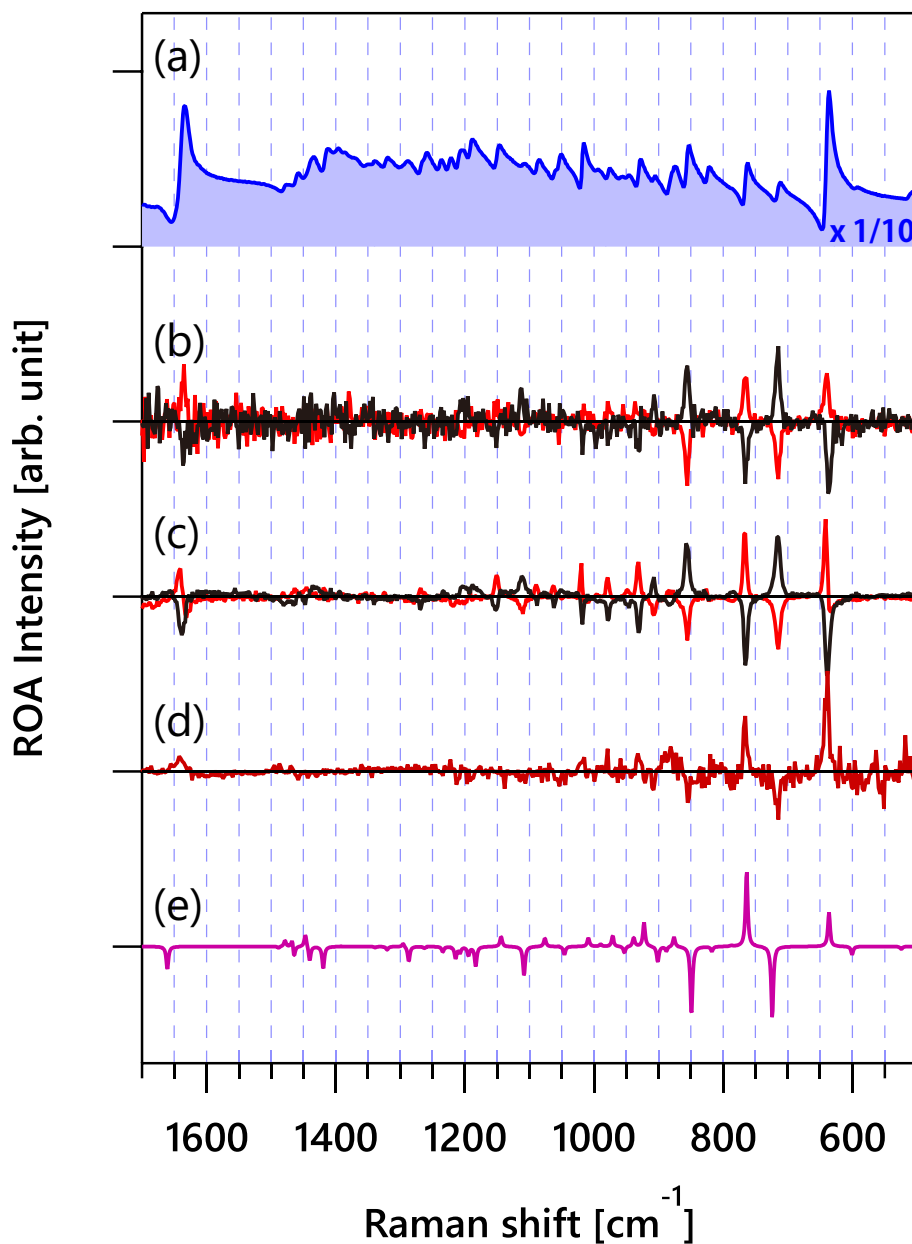 (a)
x 1/10
(b)
(c)
(d)
(e)
ROA Intensity [arb. unit]
1600 1400 1200 1000 800 600
Raman shift [cm-1]